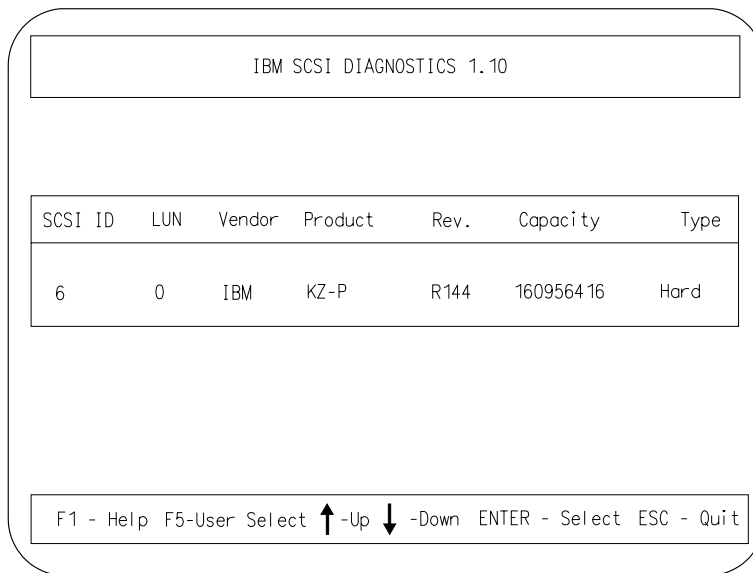 IBM SCSI DIAGNOSTICS 1.10
SCSI ID LUN Vendor Product Rev. Capacity Type
6 0 IBM KZ-P R144 160956416 Hard
F1 - Help F5-User Select ↑ -Up ↓ -Down ENTER - Select ESC - Quit